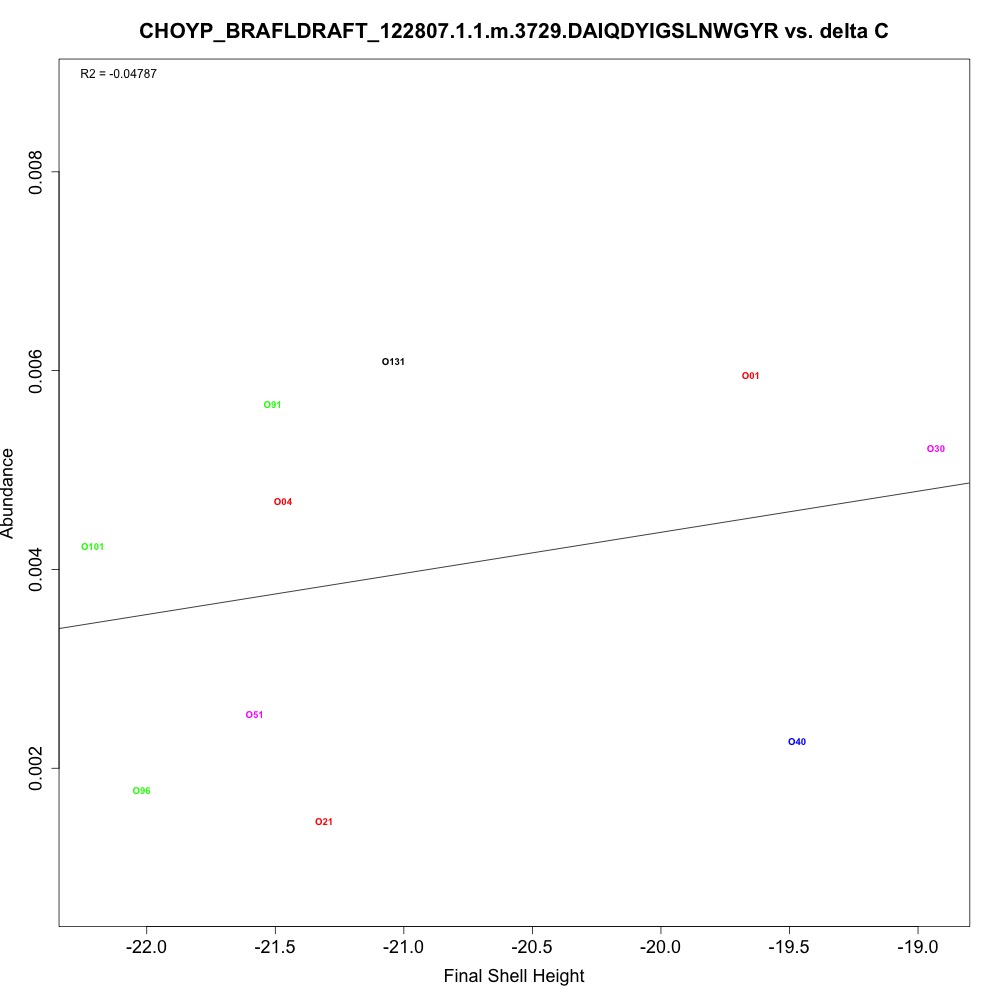 CHOYP_BRAFLDRAFT_122807.1.1.m.3729.DAIQDYIGSLNWGYR vs. delta C
R2 = -0.04787
0.008
O131
0.006
O01
O91
O30
Abundance
O04
O101
0.004
O51
O40
0.002
O96
O21
-22.0 -21.5 -21.0 -20.5 -20.0 -19.5 -19.0
Final Shell Height